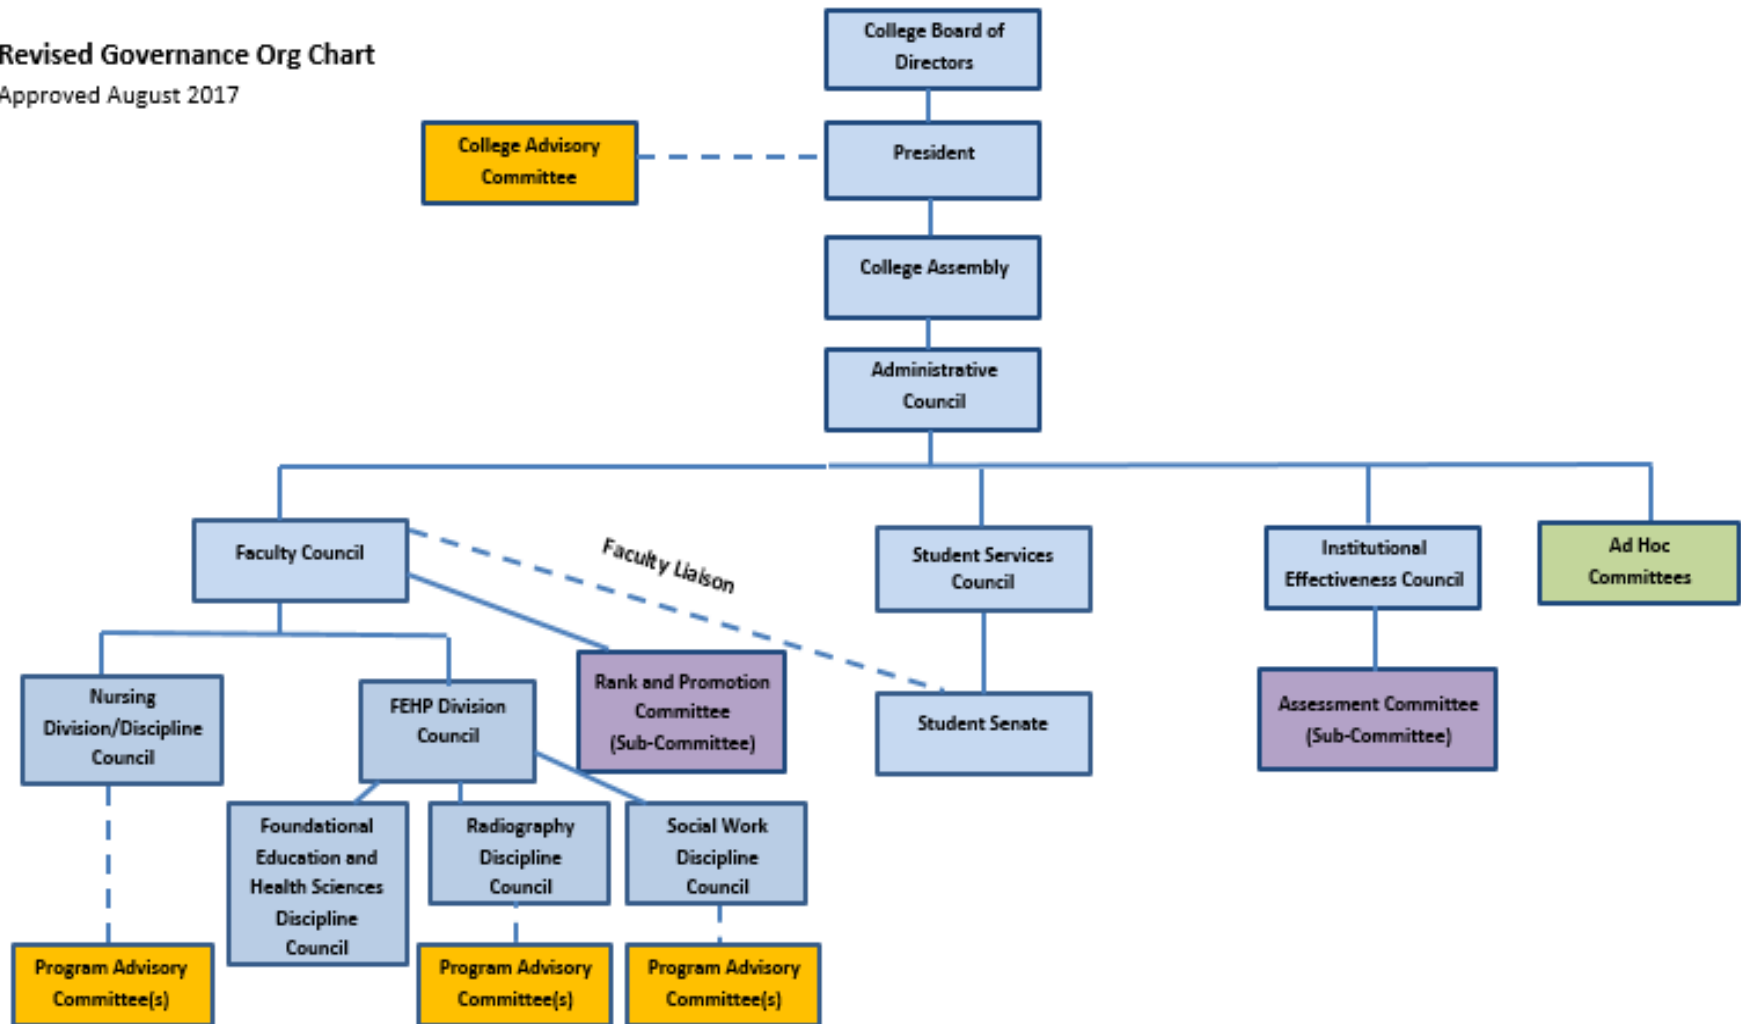 College Board of
Directors
Revised Governance Org Chart
Approved August 2017
College Advisory
Committee
President
College Assembly
Administrative
Council
Faculty Council
Faculty Liaison
Student Services
Council
Institutional
Effectiveness Council
Ad Hoc
Committees
Nursing
Division/Discipline
Council
FEHP Division
Council
Rank and Promotion
Committee
(Sub-Committee)
Student Senate
Assessment Committee
(Sub-Committee)
Foundational
Education and
Health Sciences
Discipline
Council
Radiography
Discipline
Council
Social Work
Discipline
Council
Program Advisory
Committee(s)
Program Advisory
Committee(s)
Program Advisory
Committee(s)